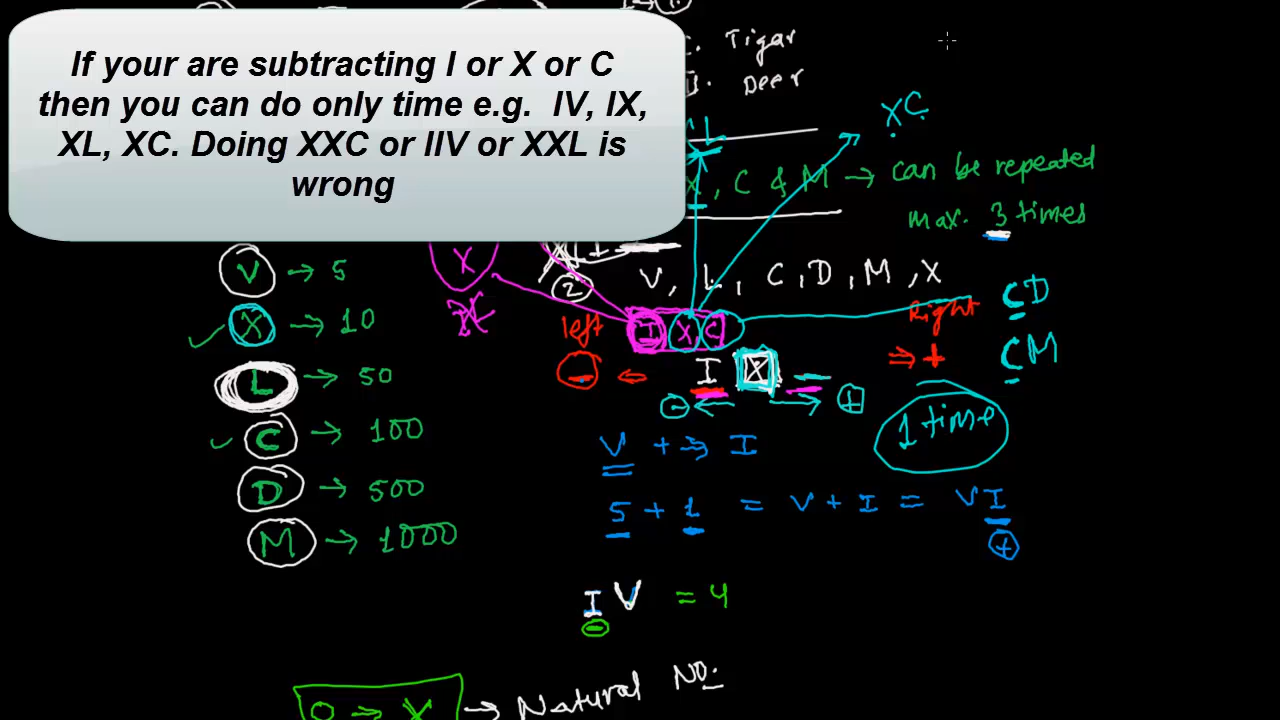 If your are subtracting I or X or C
then you can do only time e.g. IV, IX,
XL, XC. Doing XXC or IIV or XXL is
wrong
Tigar
Deer
XC
X, C & M → can be repeated
max. 3 times
V → 5
X
V, L, C, D, M, X
X → 10
left
I X C
Right
CD
- ⇐
I X
⇒ +
CM
L → 50
- ← → +
C → 100
V + ⇒ I
1 time
D → 500
5 + 1 = V + I = VI
M → 1000
+
IV = 4
-
0 → X → Natural No.